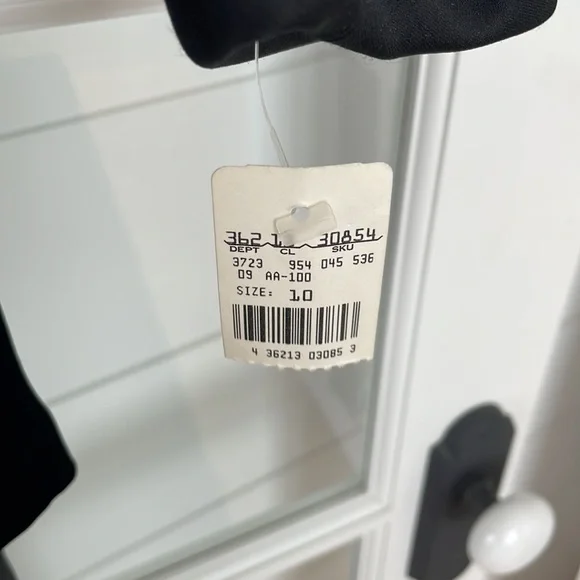 362 30854
DEPT CL SKU
3723 954 045 536
09 AA-100
SIZE: 10
4 36213 03085 3